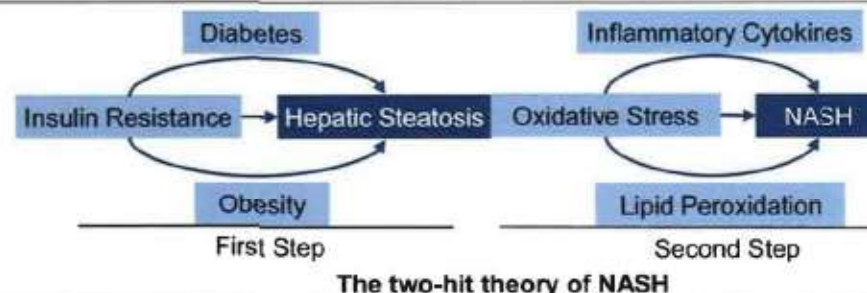 Diabetes
Inflammatory Cytokines
Insulin Resistance
Hepatic Steatosis
Oxidative Stress
NASH
Obesity
Lipid Peroxidation
First Step
Second Step
The two-hit theory of NASH